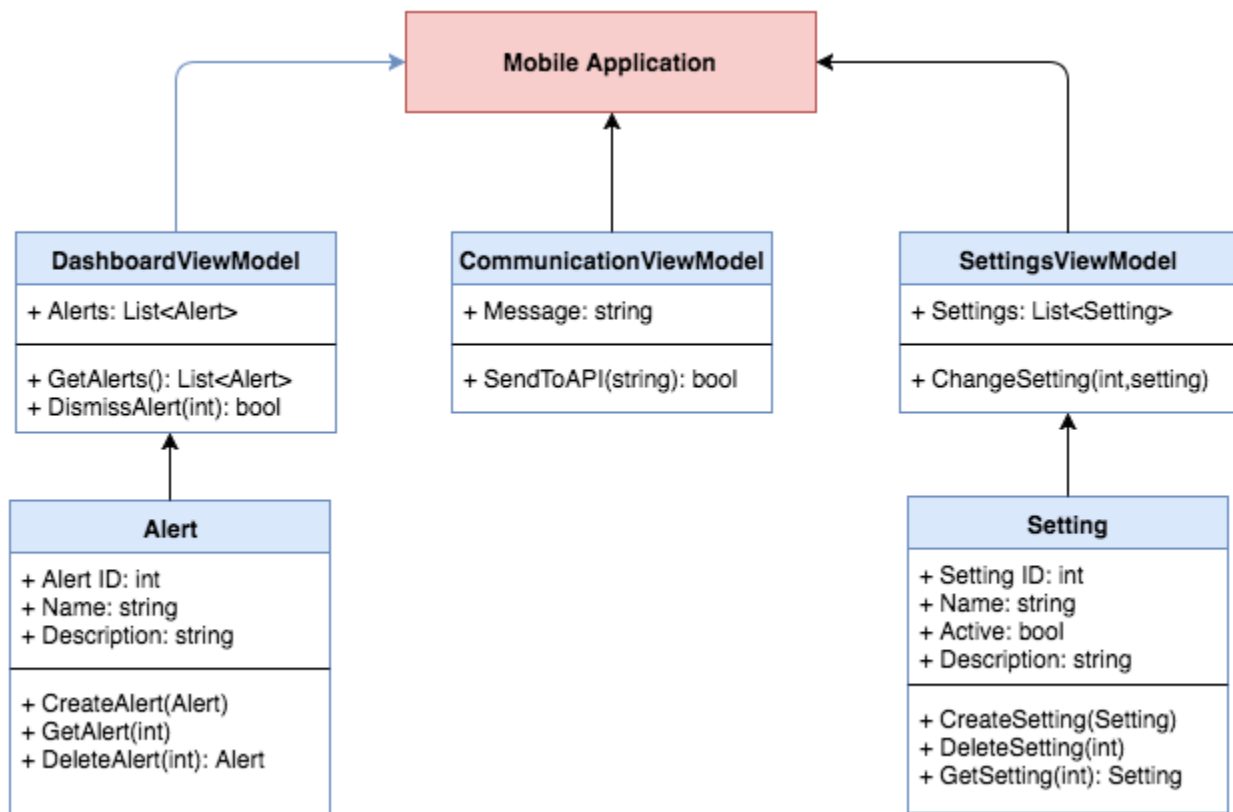 Mobile Application
DashboardViewModel
+ Alerts: List<Alert>
+ GetAlerts(): List<Alert>
+ DismissAlert(int): bool
CommunicationViewModel
+ Message: string
+ SendToAPI(string): bool
SettingsViewModel
+ Settings: List<Setting>
+ ChangeSetting(int,setting)
Alert
+ Alert ID: int
+ Name: string
+ Description: string
+ CreateAlert(Alert)
+ GetAlert(int)
+ DeleteAlert(int): Alert
Setting
+ Setting ID: int
+ Name: string
+ Active: bool
+ Description: string
+ CreateSetting(Setting)
+ DeleteSetting(int)
+ GetSetting(int): Setting